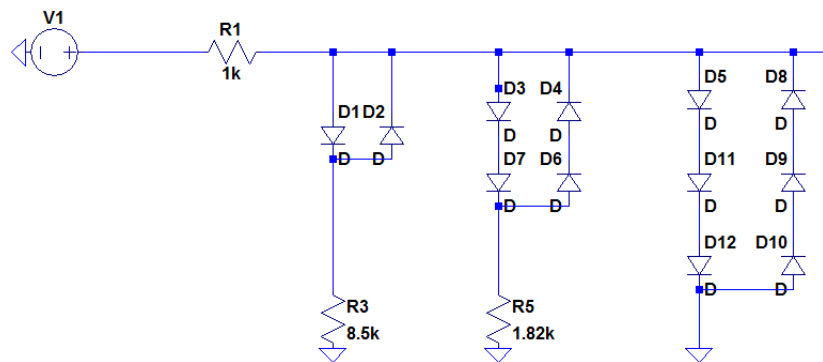 V1
R1
1k
D1 D2
D D
R3
8.5k
D3 D4
D D
D7 D6
D D
R5
1.82k
D5 D8
D D
D11 D9
D D
D12 D10
D D